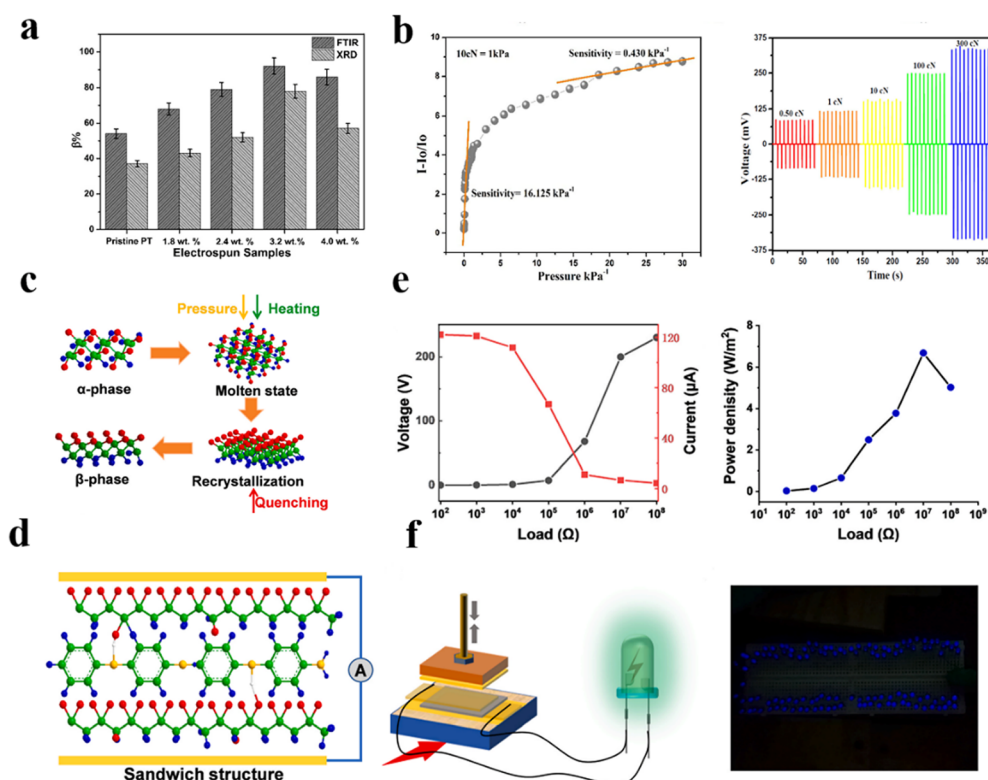 a
β%
100
80
60
40
20
0
FTIR
XRD
Pristine PT
1.8 wt. %
2.4 wt. %
3.2 wt. %
4.0 wt. %
Electrospun Samples
b
I-Io/Io
10
8
6
4
2
0
10cN = 1kPa
Sensitivity = 0.430 kPa⁻¹
Sensitivity= 16.125 kPa⁻¹
0 5 10 15 20 25 30
Pressure kPa⁻¹
Voltage (mV)
375
250
125
0
-125
-250
-375
0.50 cN
1 cN
10 cN
100 cN
300 cN
0 50 100 150 200 250 300 350
Time (s)
c
Pressure
Heating
α-phase
Molten state
β-phase
Recrystallization
Quenching
e
Voltage (V)
200
100
0
120
80
40
0
Current (µA)
10² 10³ 10⁴ 10⁵ 10⁶ 10⁷ 10⁸
Load (Ω)
Power denisity (W/m²)
8
6
4
2
0
10¹ 10² 10³ 10⁴ 10⁵ 10⁶ 10⁷ 10⁸ 10⁹
Load (Ω)
d
A
Sandwich structure
f